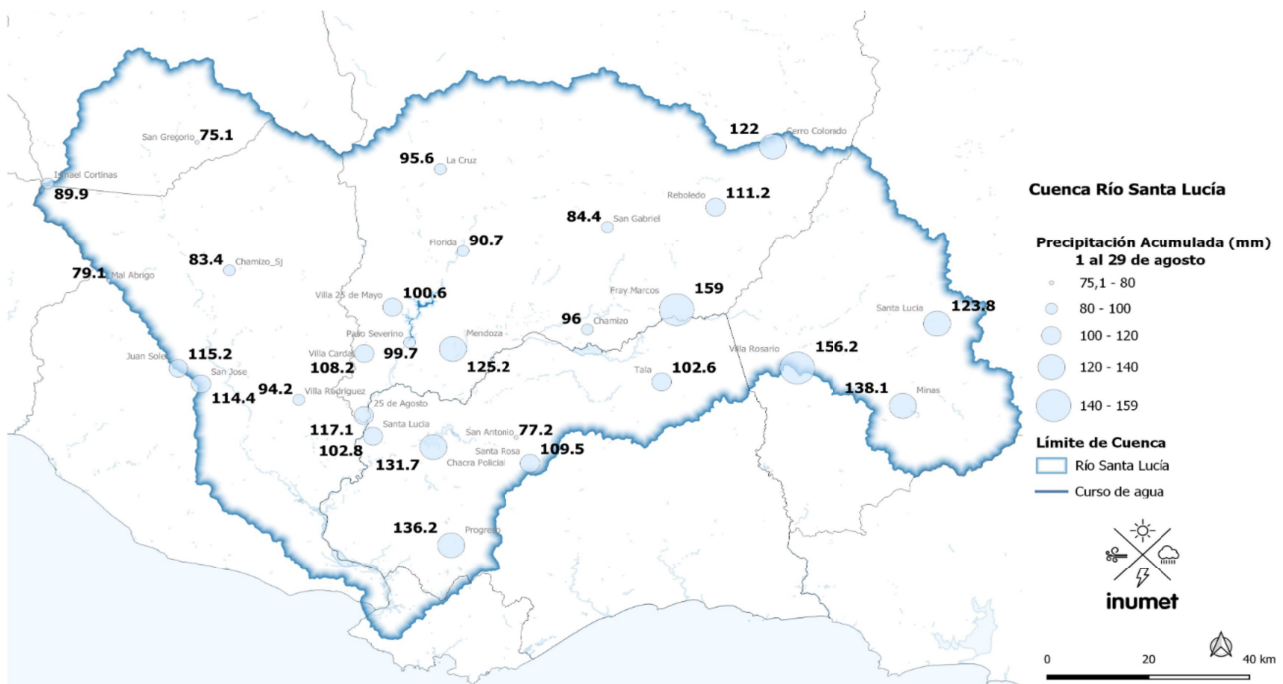 122
Cerro Colorado
San Gregorio
75.1
95.6
La Cruz
Ismael Cortinas
89.9
Reboledo
111.2
84.4
San Gabriel
Florida
90.7
83.4
Chamizo_SJ
79.1
Mal Abrigo
Villa 25 de Mayo
100.6
Fray Marcos
159
Santa Lucia
123.8
96
Chamizo
Paso Severino
99.7
Mendoza
125.2
Villa Cardal
108.2
Villa Rosario
156.2
Juan Soler
115.2
San Jose
114.4
Tala
102.6
94.2
Villa Rodriguez
138.1
Minas
25 de Agosto
117.1
Santa Lucia
102.8
San Antonio
77.2
131.7
Chacra Policial
Santa Rosa
109.5
136.2
Progreso
Cuenca Río Santa Lucía
Precipitación Acumulada (mm)
1 al 29 de agosto
75,1 - 80
80 - 100
100 - 120
120 - 140
140 - 159
Límite de Cuenca
Río Santa Lucía
Curso de agua
inumet
0 20 40 km